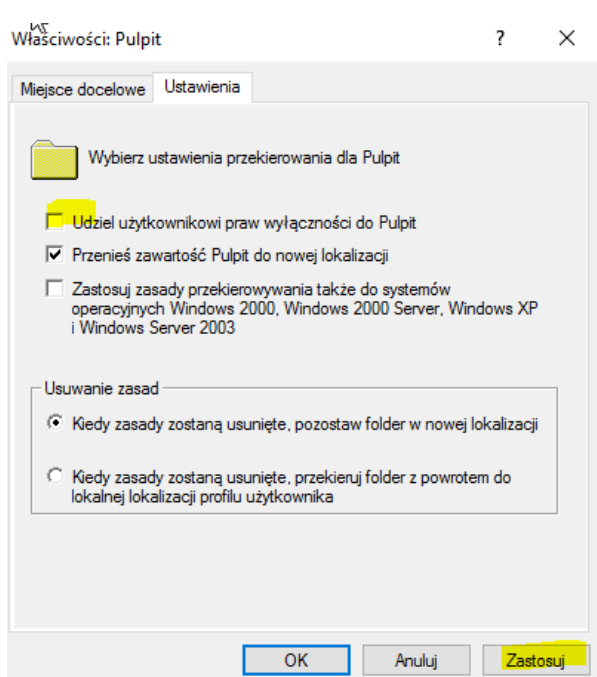 Właściwości: Pulpit
?
Miejsce docelowe
Ustawienia
Wybierz ustawienia przekierowania dla Pulpit
Udziel użytkownikowi praw wyłączności do Pulpit
Przenieś zawartość Pulpit do nowej lokalizacji
Zastosuj zasady przekierowywania także do systemów
operacyjnych Windows 2000, Windows 2000 Server, Windows XP
i Windows Server 2003
Usuwanie zasad
Kiedy zasady zostaną usunięte, pozostaw folder w nowej lokalizacji
Kiedy zasady zostaną usunięte, przekieruj folder z powrotem do
lokalnej lokalizacji profilu użytkownika
OK
Anuluj
Zastosuj